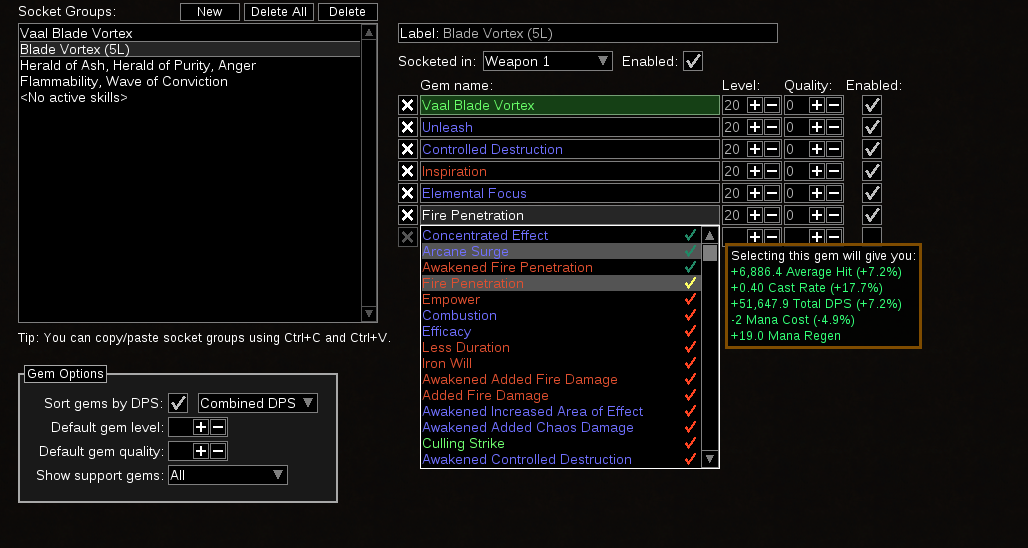 Socket Groups: New Delete All Delete
Vaal Blade Vortex
Blade Vortex (5L)
Herald of Ash, Herald of Purity, Anger
Flammability, Wave of Conviction
<No active skills>
Tip: You can copy/paste socket groups using Ctrl+C and Ctrl+V.
Gem Options
Sort gems by DPS: Combined DPS
Default gem level:
Default gem quality:
Show support gems: All
Label: Blade Vortex (5L)
Socketed in: Weapon 1 Enabled:
Gem name: Level: Quality: Enabled:
Vaal Blade Vortex 20 0
Unleash 20 0
Controlled Destruction 20 0
Inspiration 20 0
Elemental Focus 20 0
Fire Penetration 20 0
Concentrated Effect
Arcane Surge
Awakened Fire Penetration
Fire Penetration
Empower
Combustion
Efficacy
Less Duration
Iron Will
Awakened Added Fire Damage
Added Fire Damage
Awakened Increased Area of Effect
Awakened Added Chaos Damage
Culling Strike
Awakened Controlled Destruction
Selecting this gem will give you:
+6,886.4 Average Hit (+7.2%)
+0.40 Cast Rate (+17.7%)
+51,647.9 Total DPS (+7.2%)
-2 Mana Cost (-4.9%)
+19.0 Mana Regen